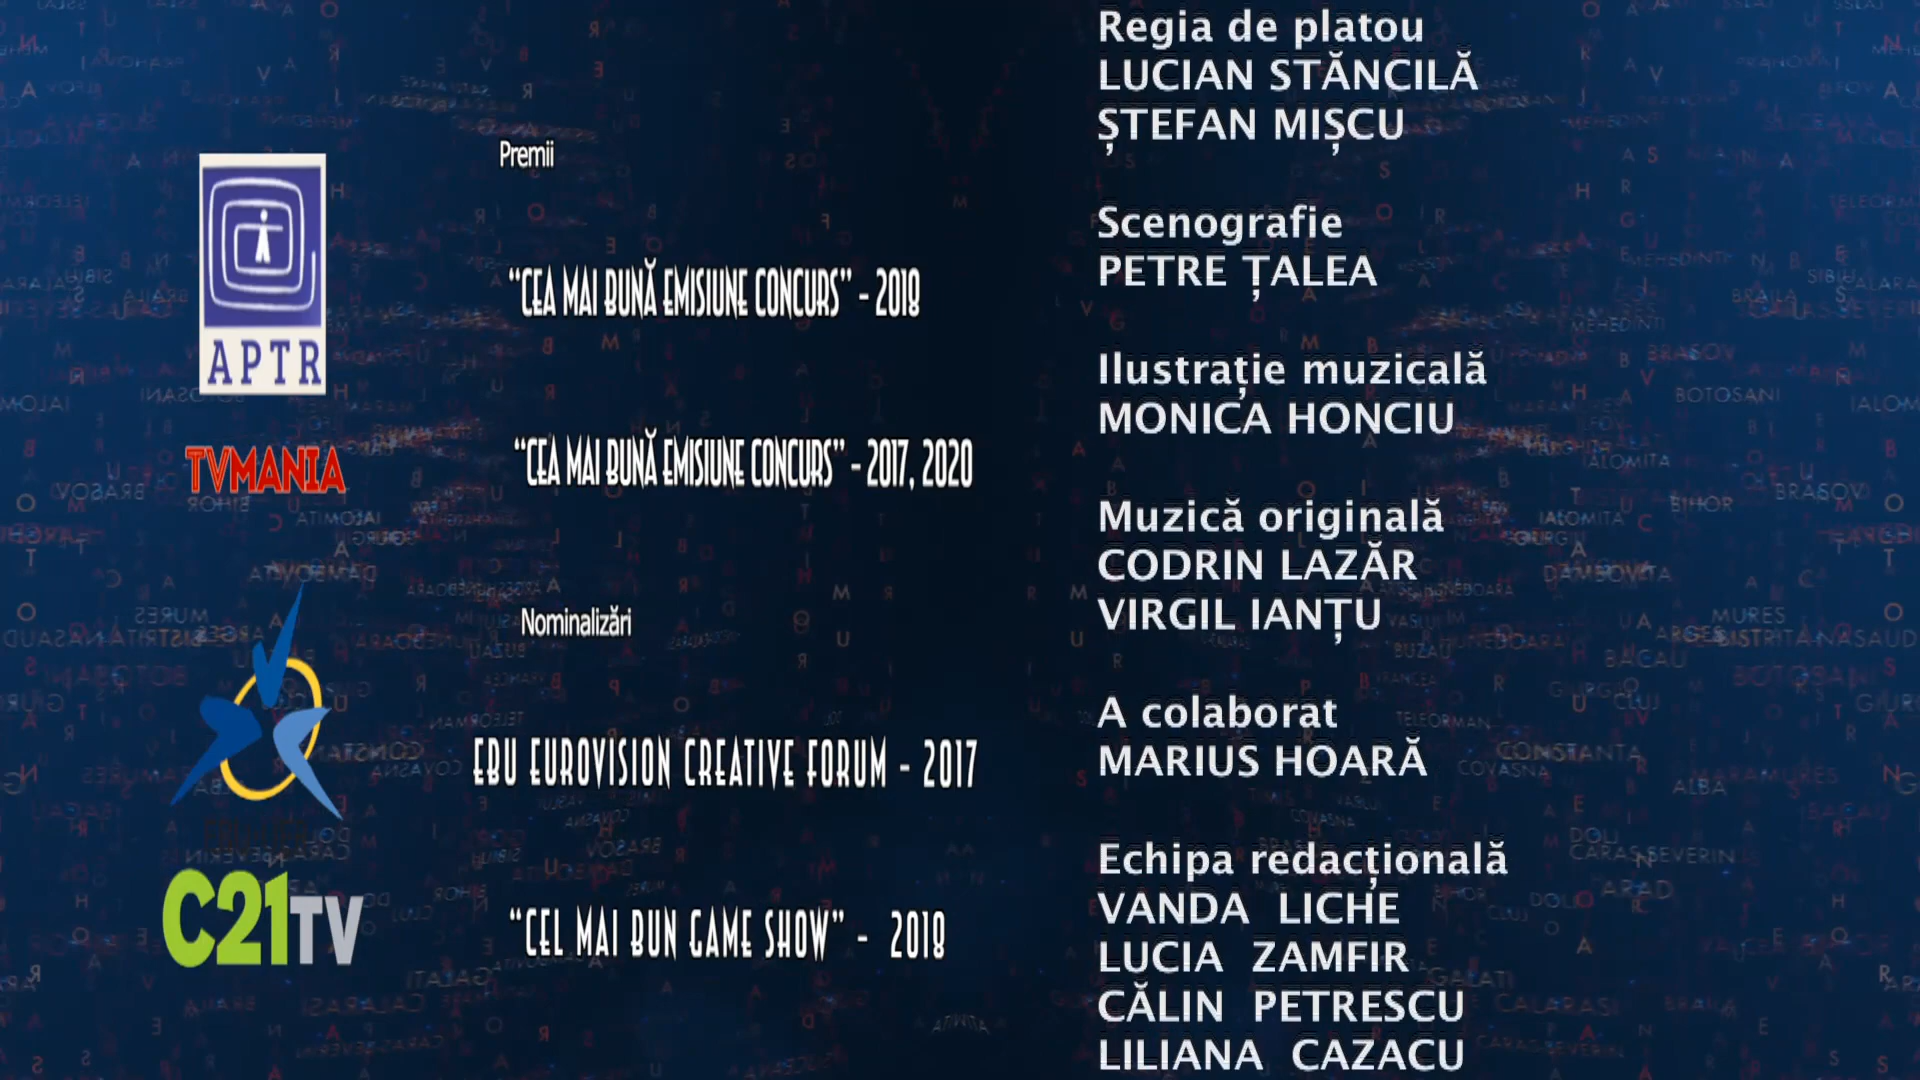 Premii
APTR
“CEA MAI BUNĂ EMISIUNE CONCURS” - 2018
TVMANIA
“CEA MAI BUNĂ EMISIUNE CONCURS” - 2017, 2020
Nominalizări
EBU EUROVISION CREATIVE FORUM - 2017
C21TV
“CEL MAI BUN GAME SHOW” - 2018
Regia de platou
LUCIAN STĂNCILĂ
ȘTEFAN MIȘCU
Scenografie
PETRE ȚALEA
Ilustrație muzicală
MONICA HONCIU
Muzică originală
CODRIN LAZĂR
VIRGIL IANȚU
A colaborat
MARIUS HOARĂ
Echipa redacțională
VANDA LICHE
LUCIA ZAMFIR
CĂLIN PETRESCU
LILIANA CAZACU